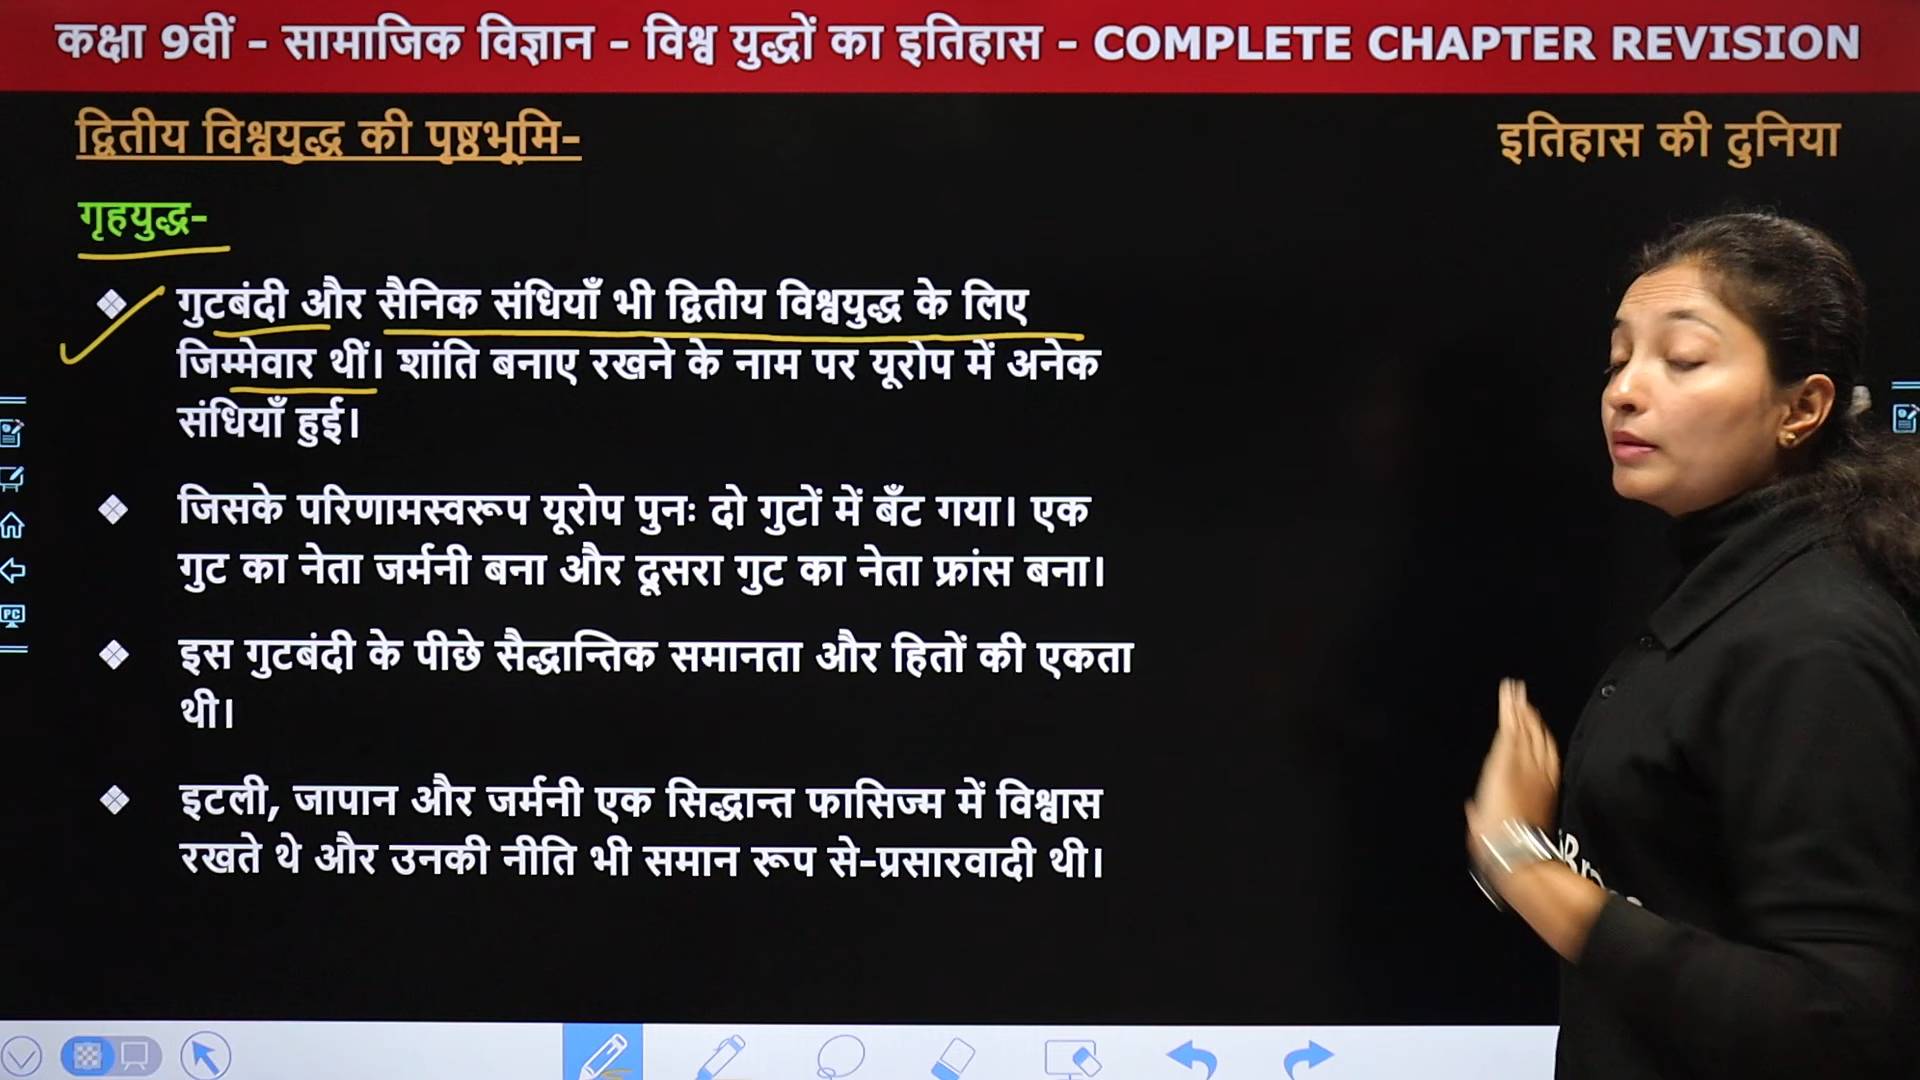 कक्षा 9वीं - सामाजिक विज्ञान - विश्व युद्धों का इतिहास - COMPLETE CHAPTER REVISION
द्वितीय विश्वयुद्ध की पृष्ठभूमि-
इतिहास की दुनिया
गृहयुद्ध-
❖ गुटबंदी और सैनिक संधियाँ भी द्वितीय विश्वयुद्ध के लिए
जिम्मेवार थीं। शांति बनाए रखने के नाम पर यूरोप में अनेक
संधियाँ हुई।
❖ जिसके परिणामस्वरूप यूरोप पुनः दो गुटों में बँट गया। एक
गुट का नेता जर्मनी बना और दूसरा गुट का नेता फ्रांस बना।
❖ इस गुटबंदी के पीछे सैद्धान्तिक समानता और हितों की एकता
थी।
❖ इटली, जापान और जर्मनी एक सिद्धान्त फासिज्म में विश्वास
रखते थे और उनकी नीति भी समान रूप से-प्रसारवादी थी।
PC